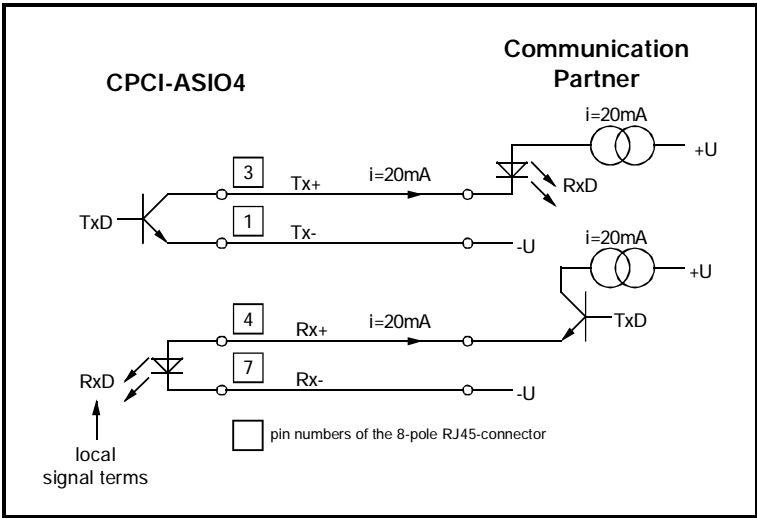 CPCI-ASIO4
Communication
Partner
i=20mA
+U
3
Tx+
i=20mA
RxD
TxD
1
Tx-
-U
i=20mA
+U
4
Rx+
i=20mA
TxD
RxD
7
Rx-
-U
local
signal terms
pin numbers of the 8-pole RJ45-connector